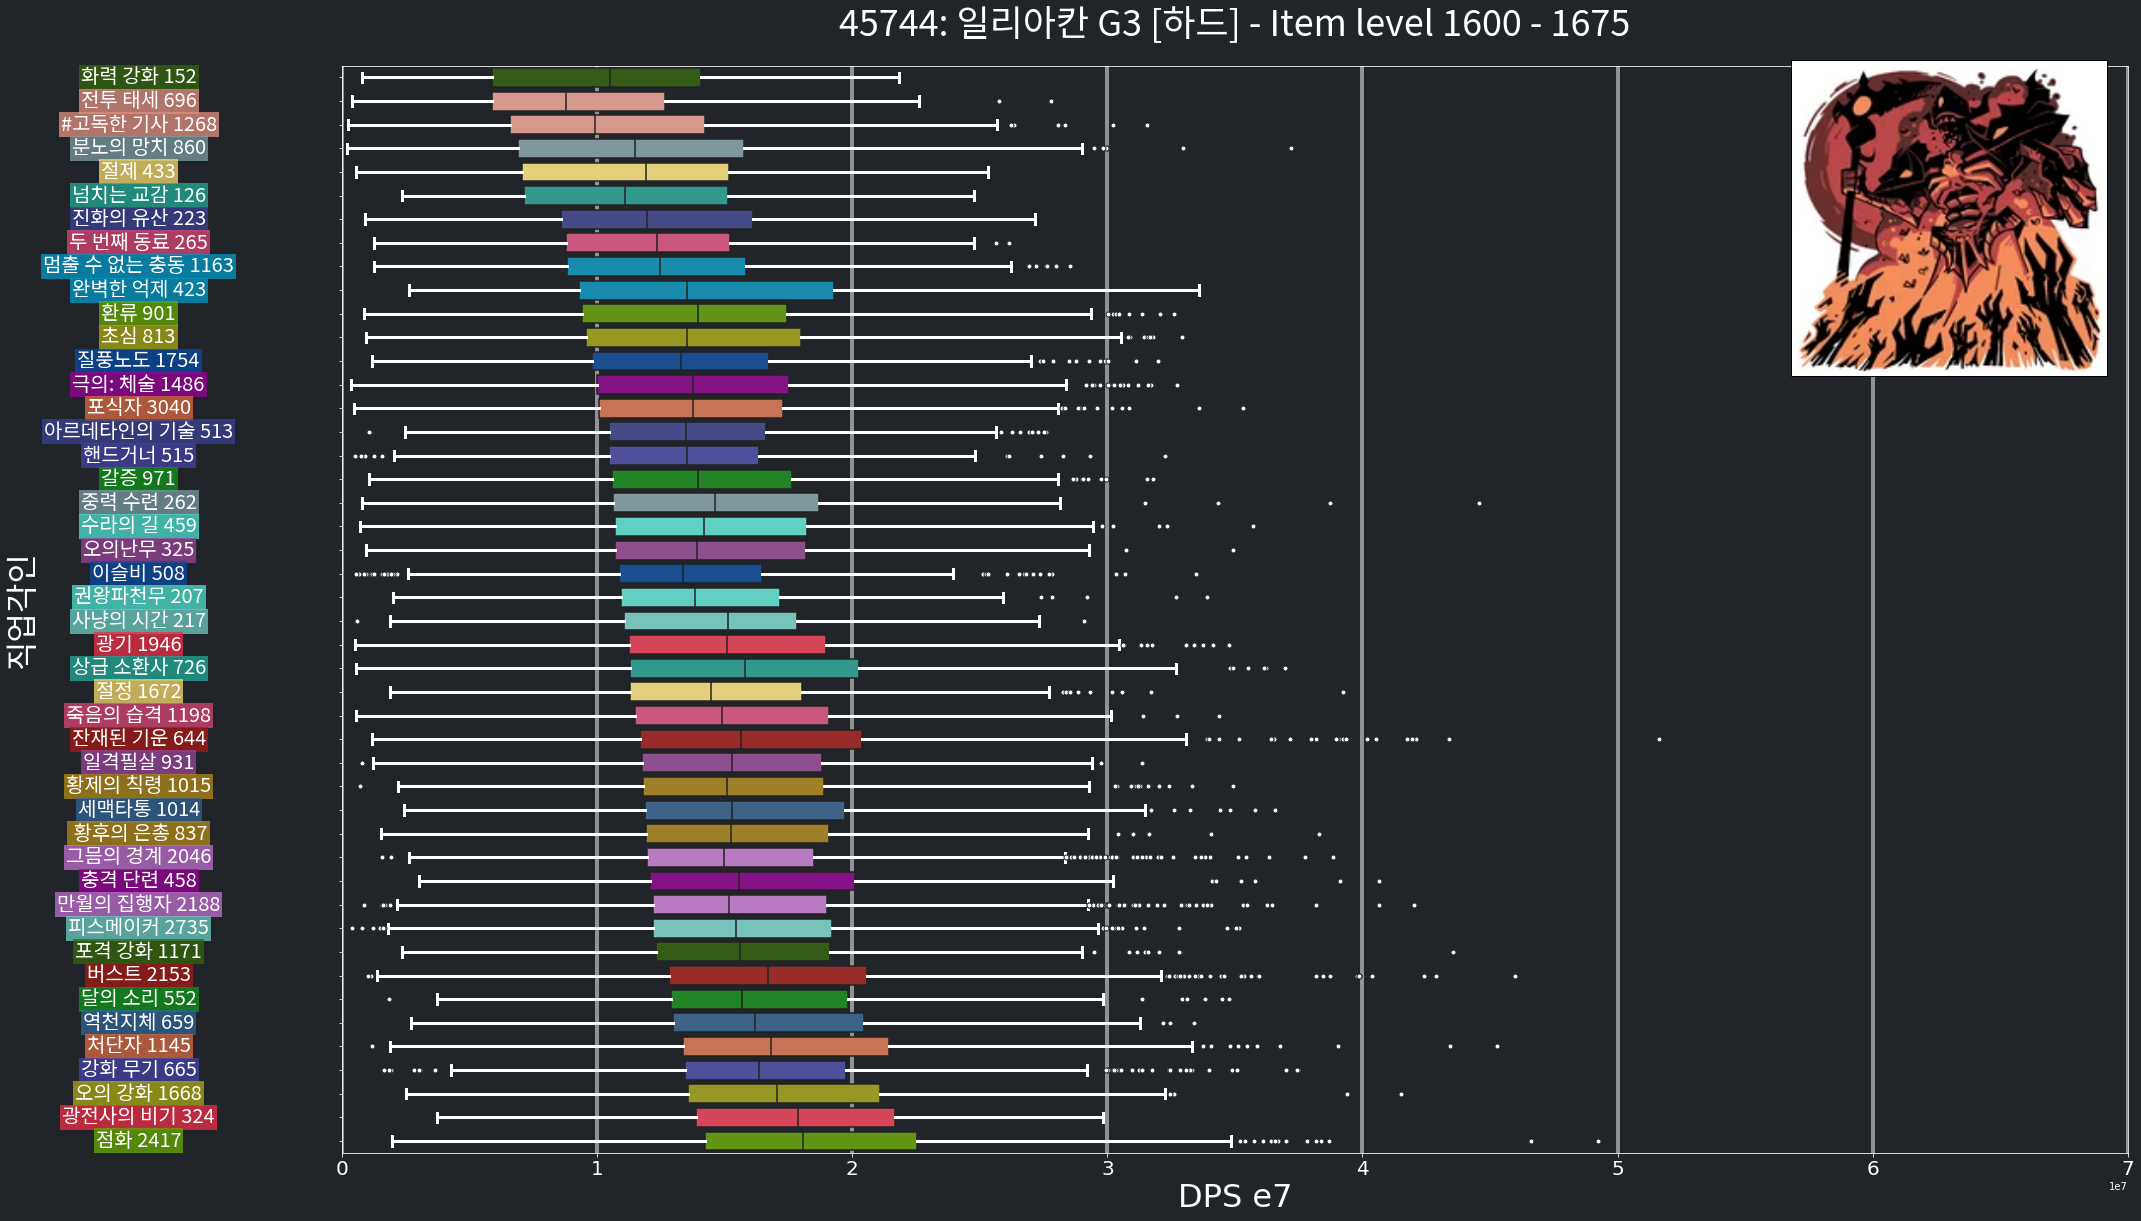 45744: 일리아칸 G3 [하드] - Item level 1600 - 1675
화력 강화 152
전투 태세 696
#고독한 기사 1268
분노의 망치 860
절제 433
넘치는 교감 126
진화의 유산 223
두 번째 동료 265
멈출 수 없는 충동 1163
완벽한 억제 423
환류 901
초심 813
질풍노도 1754
극의: 체술 1486
포식자 3040
아르데타인의 기술 513
핸드거너 515
갈증 971
중력 수련 262
수라의 길 459
오의난무 325
이슬비 508
권왕파천무 207
사냥의 시간 217
광기 1946
상급 소환사 726
절정 1672
죽음의 습격 1198
잔재된 기운 644
일격필살 931
황제의 칙령 1015
세맥타통 1014
황후의 은총 837
그믐의 경계 2046
충격 단련 458
만월의 집행자 2188
피스메이커 2735
포격 강화 1171
버스트 2153
달의 소리 552
역천지체 659
처단자 1145
강화 무기 665
오의 강화 1668
광전사의 비기 324
점화 2417
직업각인
0 1 2 3 4 5 6 7
DPS e7
1e7